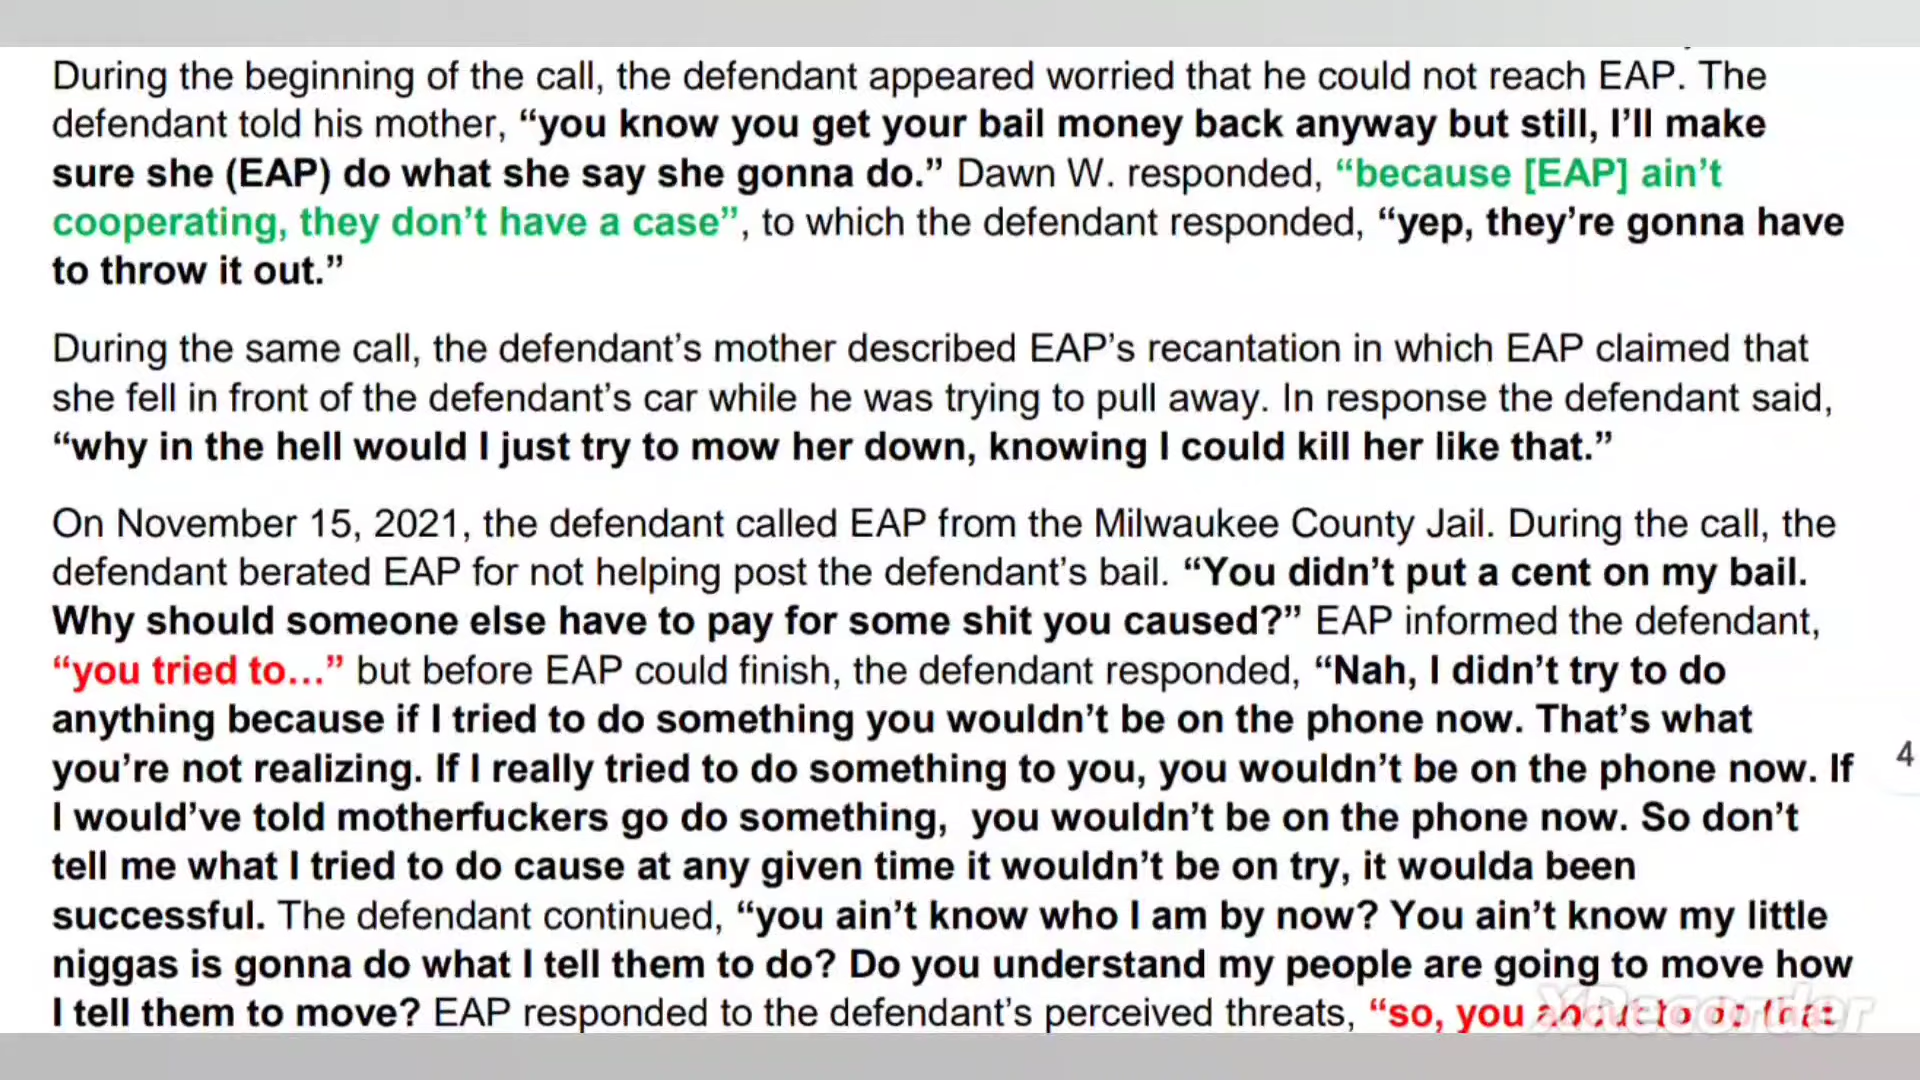 During the beginning of the call, the defendant appeared worried that he could not reach EAP. The
defendant told his mother, “you know you get your bail money back anyway but still, I’ll make
sure she (EAP) do what she say she gonna do.” Dawn W. responded, “because [EAP] ain’t
cooperating, they don’t have a case”, to which the defendant responded, “yep, they’re gonna have
to throw it out.”
During the same call, the defendant’s mother described EAP’s recantation in which EAP claimed that
she fell in front of the defendant’s car while he was trying to pull away. In response the defendant said,
“why in the hell would I just try to mow her down, knowing I could kill her like that.”
On November 15, 2021, the defendant called EAP from the Milwaukee County Jail. During the call, the
defendant berated EAP for not helping post the defendant’s bail. “You didn’t put a cent on my bail.
Why should someone else have to pay for some shit you caused?” EAP informed the defendant,
“you tried to…” but before EAP could finish, the defendant responded, “Nah, I didn’t try to do
anything because if I tried to do something you wouldn’t be on the phone now. That’s what
you’re not realizing. If I really tried to do something to you, you wouldn’t be on the phone now. If
I would’ve told motherfuckers go do something, you wouldn’t be on the phone now. So don’t
tell me what I tried to do cause at any given time it wouldn’t be on try, it woulda been
successful. The defendant continued, “you ain’t know who I am by now? You ain’t know my little
niggas is gonna do what I tell them to do? Do you understand my people are going to move how
I tell them to move? EAP responded to the defendant’s perceived threats, “so, you about to do that
4
XRecorder